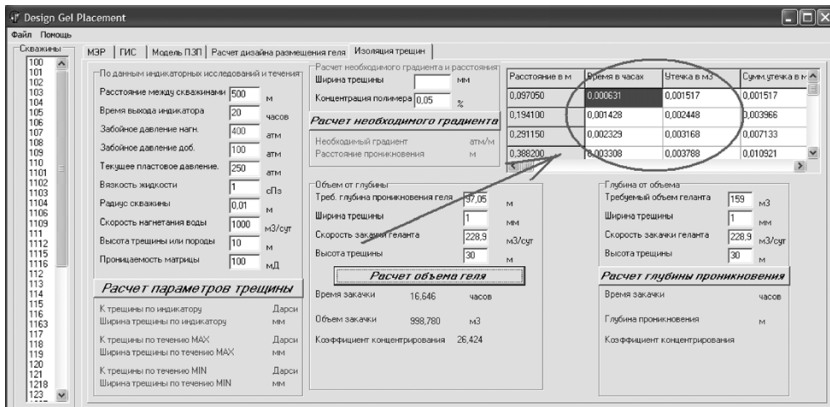 Design Gel Placement
Файл Помощь
Скважины
МЭР ГИС Модель ПЗП Расчет дизайна размещения геля Изоляция трещин
100
101
102
103
104
105
106
107
108
109
110
1101
1102
1103
1104
1106
1109
111
1112
1115
1116
112
113
114
115
116
1163
117
118
119
120
121
1218
123
По данным индикаторных исследований и течения
Расстояние между скважинами 500 м
Время выхода индикатора 20 часов
Забойное давление нагн. 400 атм
Забойное давление доб. 100 атм
Текущее пластовое давление. 250 атм
Вязкость жидкости 1 сПз
Радиус скважины 0,01 м
Скорость нагнетания воды 1000 м3/сут
Высота трещины или породы 10 м
Проницаемость матрицы 100 мД
Расчет параметров трещины
К трещины по индикатору Дарси
Ширина трещины по индикатору мм
К трещины по течению MAX Дарси
Ширина трещины по течению MAX мм
К трещины по течению MIN Дарси
Ширина трещины по течению MIN мм
Расчет необходимого градиента и расстояния
Ширина трещины мм
Концентрация полимера 0,05 %
Расчет необходимого градиента
Необходимый градиент атм/м
Расстояние проникновения м
Расстояние в м Время в часах Утечка в м3 Сумм.утечка в м
0,097050 0,000631 0,001517 0,001517
0,194100 0,001428 0,002448 0,003966
0,291150 0,002329 0,003168 0,007133
0,388200 0,003308 0,003788 0,010921
Объем от глубины
Треб. глубина проникновения геля 97,05 м
Ширина трещины 1 мм
Скорость закачки геланта 228,9 м3/сут
Высота трещины 30 м
Расчет объема геля
Время закачки 16,646 часов
Объем закачки 998,780 м3
Коэффициент концентрирования 26,424
Глубина от объема
Требуемый объем геланта 159 м3
Ширина трещины 1 мм
Скорость закачки геланта 228,9 м3/сут
Высота трещины 30 м
Расчет глубины проникновения
Время закачки часов
Глубина проникновения м
Коэффициент концентрирования